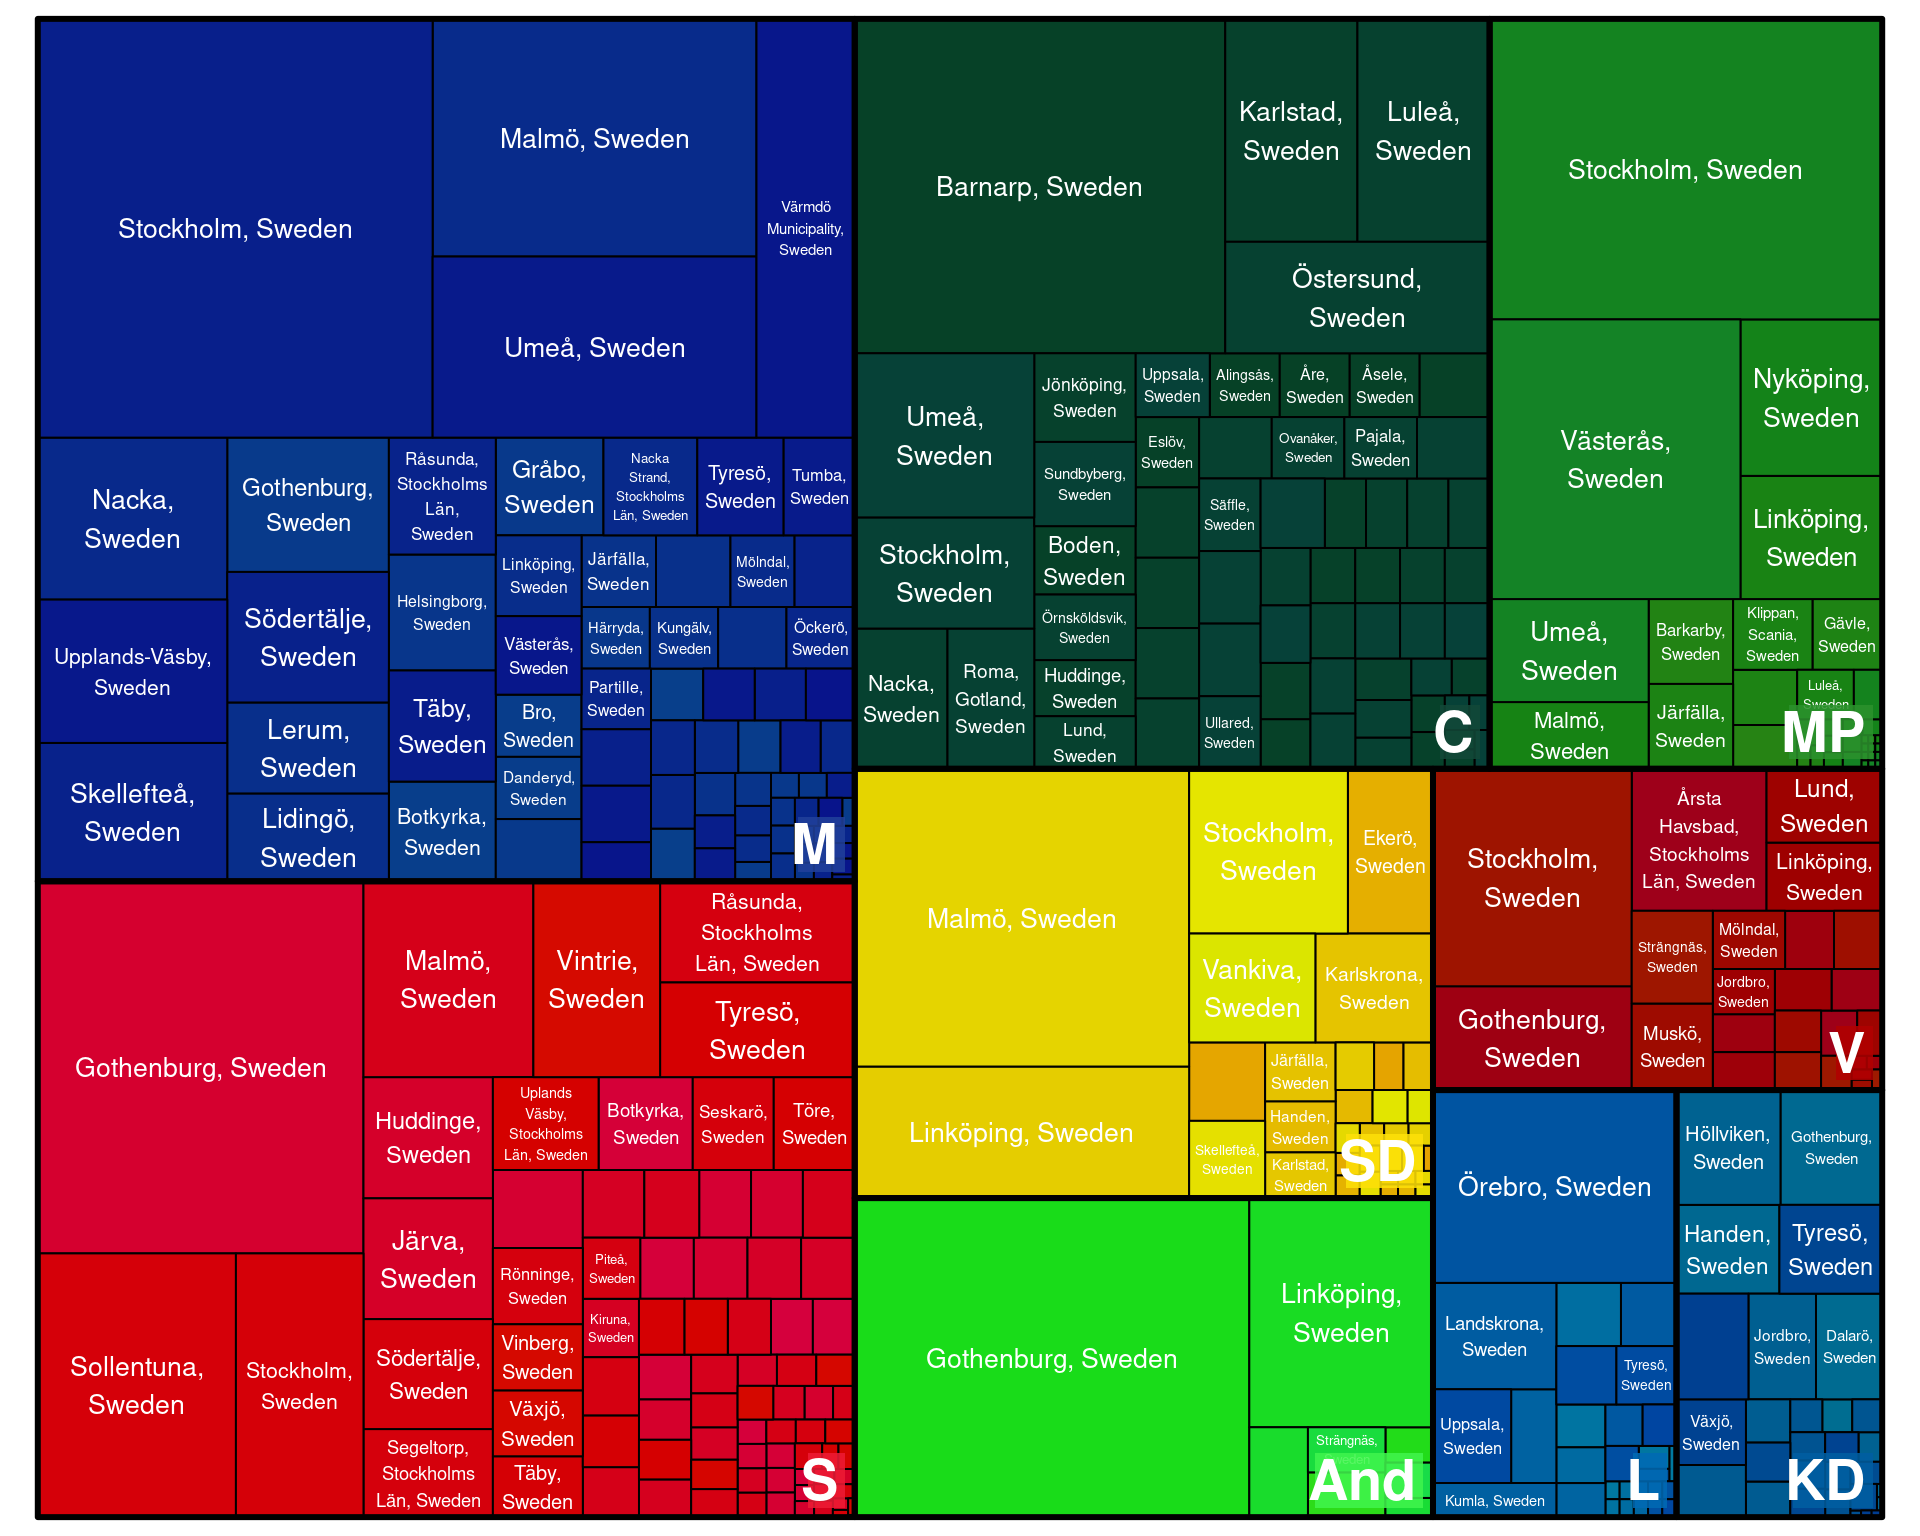 Stockholm, Sweden
Malmö, Sweden
Umeå, Sweden
Värmdö
Municipality,
Sweden
Nacka,
Sweden
Upplands-Väsby,
Sweden
Skellefteå,
Sweden
Gothenburg,
Sweden
Södertälje,
Sweden
Lerum,
Sweden
Lidingö,
Sweden
Råsunda,
Stockholms
Län,
Sweden
Helsingborg,
Sweden
Täby,
Sweden
Botkyrka,
Sweden
Gråbo,
Sweden
Nacka
Strand,
Stockholms
Län, Sweden
Tyresö,
Sweden
Tumba,
Sweden
Linköping,
Sweden
Järfälla,
Sweden
Mölndal,
Sweden
Västerås,
Sweden
Härryda,
Sweden
Kungälv,
Sweden
Öckerö,
Sweden
Bro,
Sweden
Partille,
Sweden
Danderyd,
Sweden
M
Gothenburg, Sweden
Sollentuna,
Sweden
Stockholm,
Sweden
Malmö,
Sweden
Vintrie,
Sweden
Råsunda,
Stockholms
Län, Sweden
Tyresö,
Sweden
Huddinge,
Sweden
Järva,
Sweden
Södertälje,
Sweden
Segeltorp,
Stockholms
Län, Sweden
Uplands
Väsby,
Stockholms
Län, Sweden
Botkyrka,
Sweden
Seskarö,
Sweden
Töre,
Sweden
Rönninge,
Sweden
Vinberg,
Sweden
Växjö,
Sweden
Täby,
Sweden
Piteå,
Sweden
Kiruna,
Sweden
S
Barnarp, Sweden
Karlstad,
Sweden
Luleå,
Sweden
Östersund,
Sweden
Umeå,
Sweden
Stockholm,
Sweden
Nacka,
Sweden
Roma,
Gotland,
Sweden
Jönköping,
Sweden
Sundbyberg,
Sweden
Boden,
Sweden
Örnsköldsvik,
Sweden
Huddinge,
Sweden
Lund,
Sweden
Uppsala,
Sweden
Alingsås,
Sweden
Åre,
Sweden
Åsele,
Sweden
Eslöv,
Sweden
Ovanåker,
Sweden
Pajala,
Sweden
Säffle,
Sweden
Ullared,
Sweden
C
Stockholm, Sweden
Västerås,
Sweden
Nyköping,
Sweden
Linköping,
Sweden
Umeå,
Sweden
Malmö,
Sweden
Barkarby,
Sweden
Järfälla,
Sweden
Klippan,
Scania,
Sweden
Gävle,
Sweden
Luleå,
Sweden
MP
Malmö, Sweden
Linköping, Sweden
Stockholm,
Sweden
Ekerö,
Sweden
Vankiva,
Sweden
Karlskrona,
Sweden
Järfälla,
Sweden
Handen,
Sweden
Skellefteå,
Sweden
Karlstad,
Sweden
SD
Gothenburg, Sweden
Linköping,
Sweden
Strängnäs,
Sweden
And
Stockholm,
Sweden
Gothenburg,
Sweden
Årsta
Havsbad,
Stockholms
Län, Sweden
Lund,
Sweden
Linköping,
Sweden
Strängnäs,
Sweden
Mölndal,
Sweden
Jordbro,
Sweden
Muskö,
Sweden
V
Örebro, Sweden
Landskrona,
Sweden
Tyresö,
Sweden
Uppsala,
Sweden
Kumla, Sweden
L
Höllviken,
Sweden
Gothenburg,
Sweden
Handen,
Sweden
Tyresö,
Sweden
Jordbro,
Sweden
Dalarö,
Sweden
Växjö,
Sweden
KD